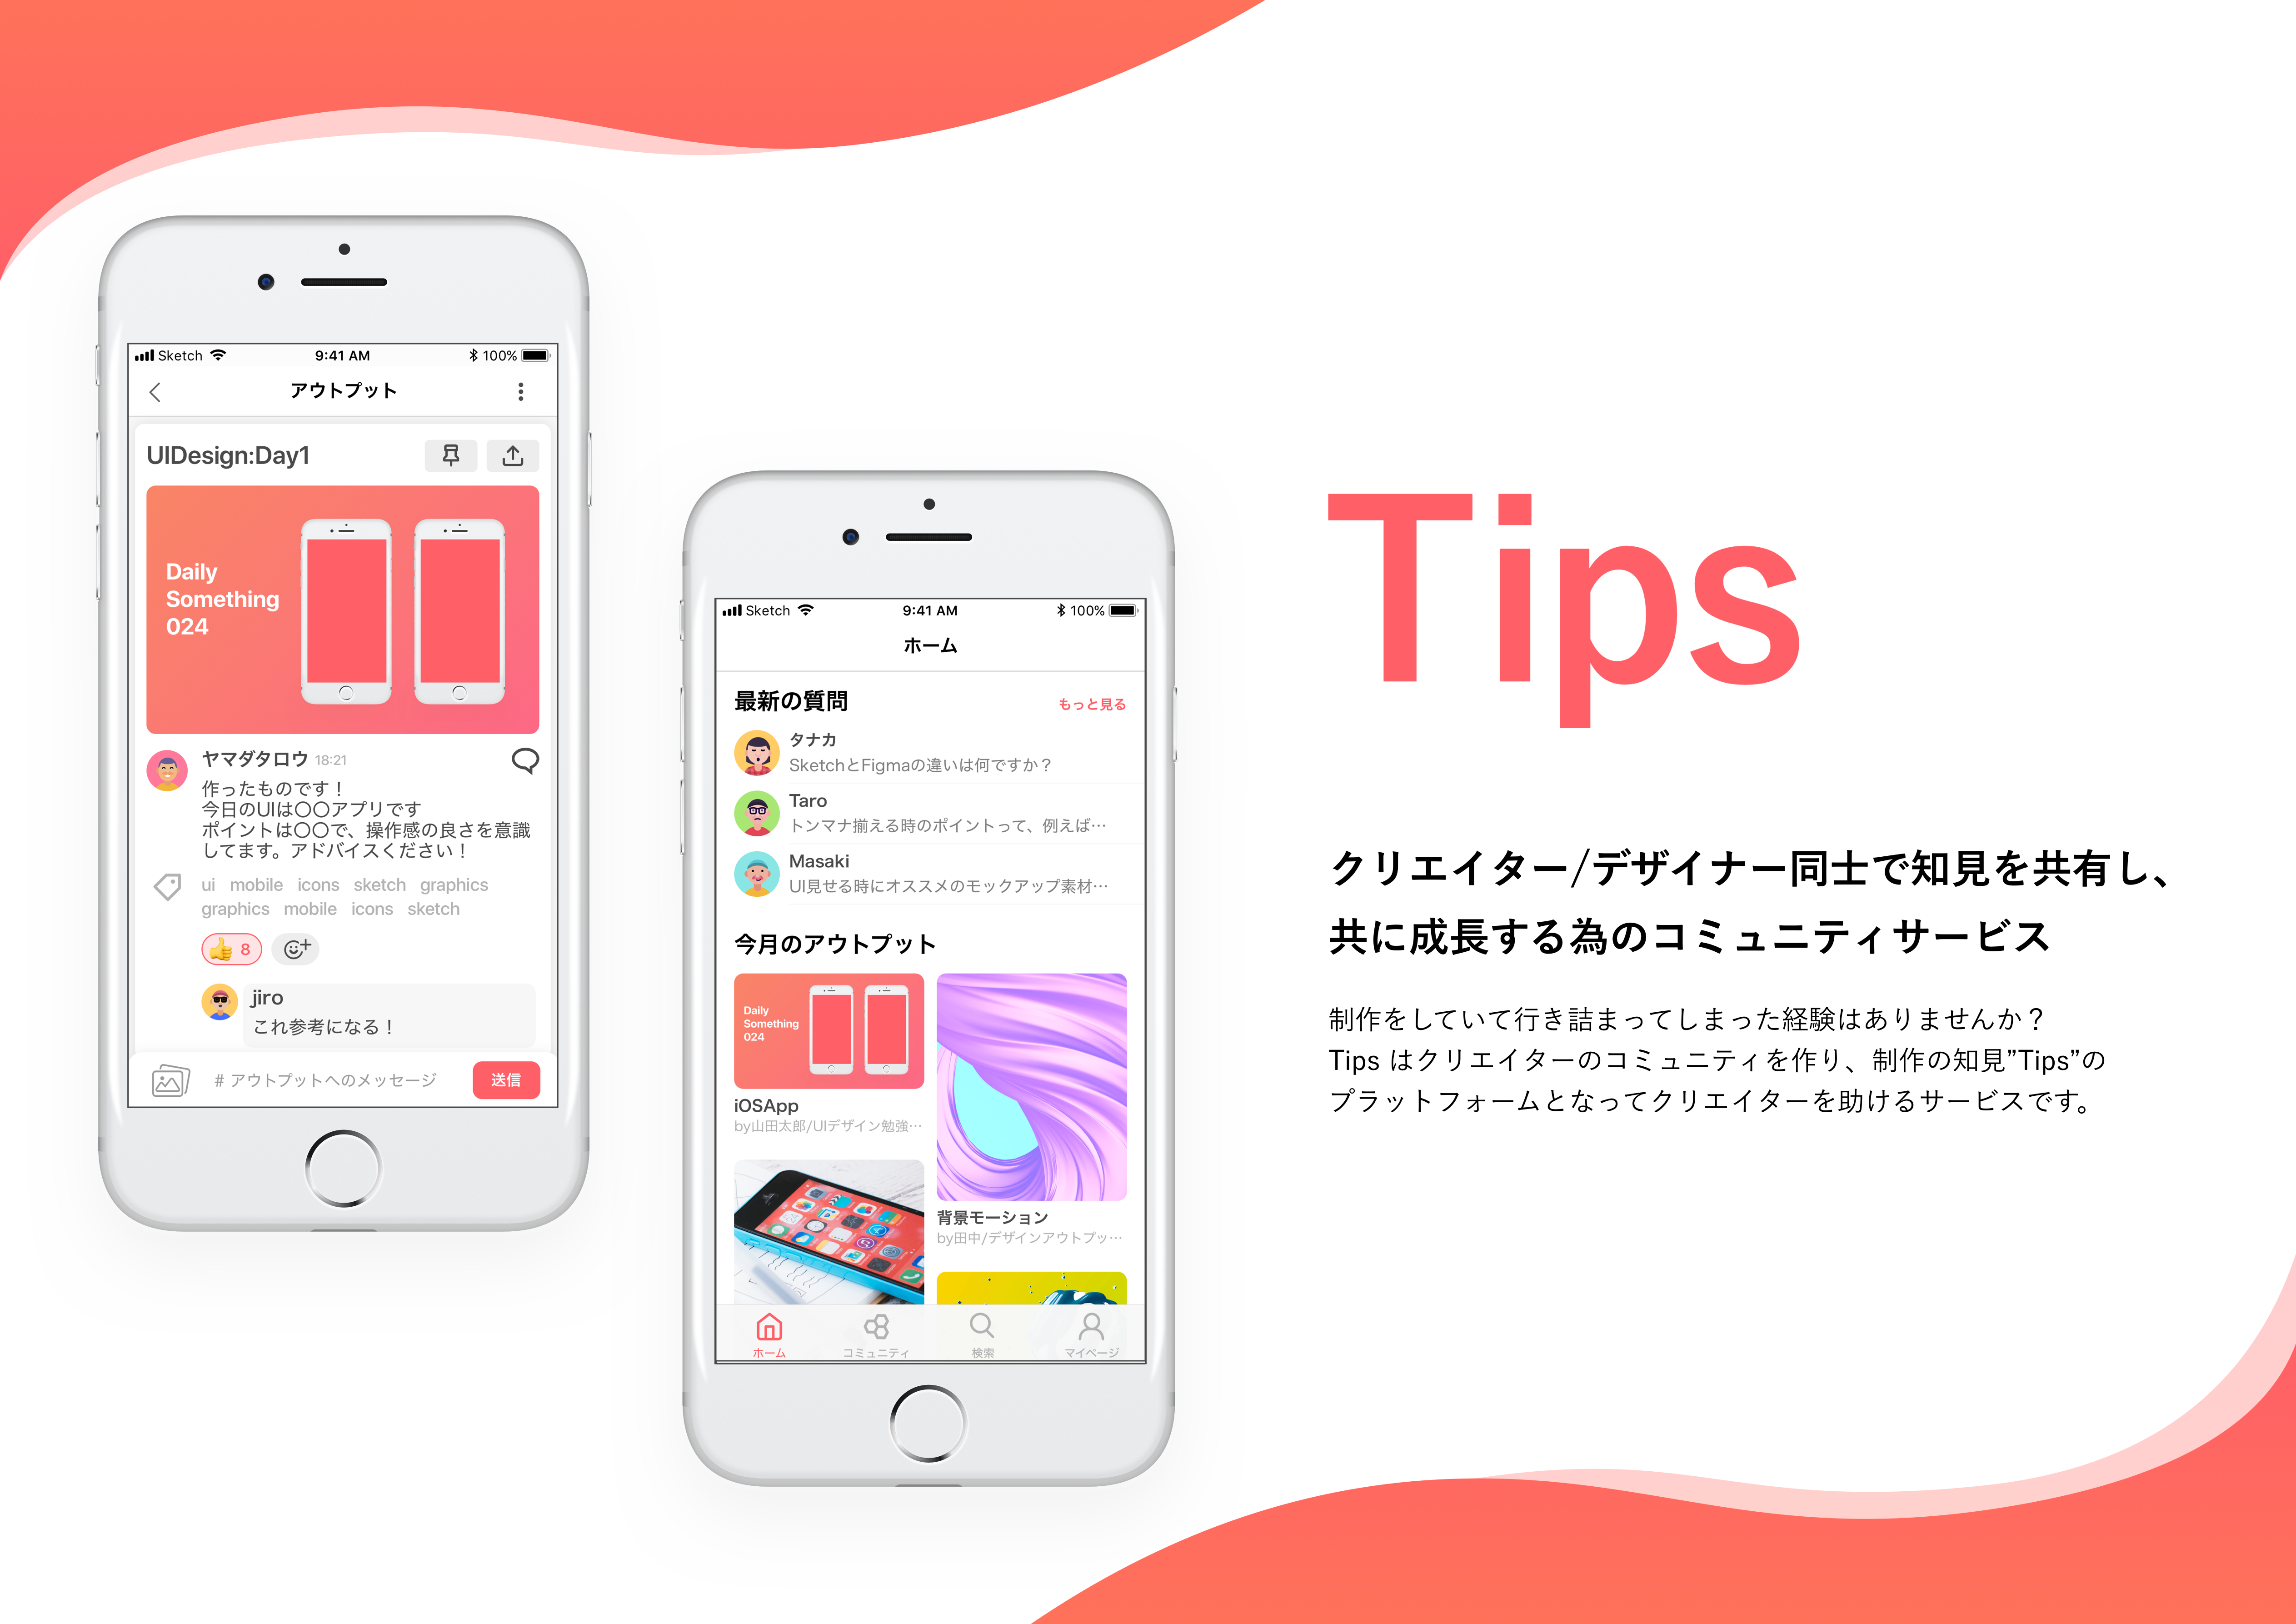 Sketch 9:41 AM 100%
アウトプット
UIDesign:Day1
Daily
Something
024
ヤマダタロウ 18:21
作ったものです！
今日のUIは〇〇アプリです
ポイントは〇〇で、操作感の良さを意識
してます。アドバイスください！
ui mobile icons sketch graphics
graphics mobile icons sketch
👍 8
jiro
これ参考になる！
# アウトプットへのメッセージ 送信
Sketch 9:41 AM 100%
ホーム
最新の質問 もっと見る
タナカ
SketchとFigmaの違いは何ですか？
Taro
トンマナ揃える時のポイントって、例えば…
Masaki
UI見せる時にオススメのモックアップ素材…
今月のアウトプット
Daily
Something
024
iOSApp
by山田太郎/UIデザイン勉強…
背景モーション
by田中/デザインアウトプッ…
ホーム コミュニティ 検索 マイページ
Tips
クリエイター/デザイナー同士で知見を共有し、
共に成長する為のコミュニティサービス
制作をしていて行き詰まってしまった経験はありませんか？
Tips はクリエイターのコミュニティを作り、制作の知見”Tips”の
プラットフォームとなってクリエイターを助けるサービスです。